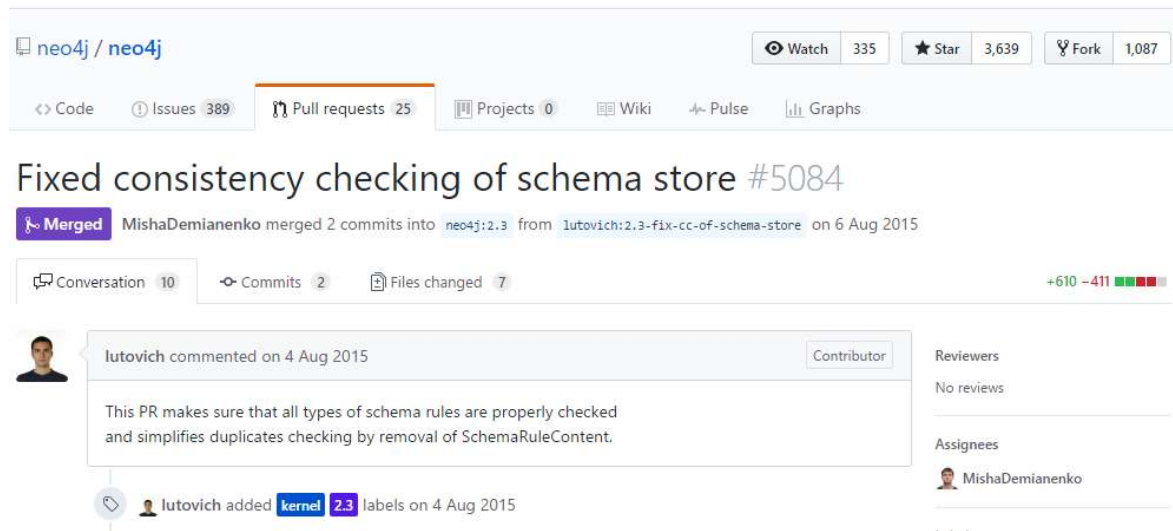 neo4j / neo4j
Watch 335 Star 3,639 Fork 1,087
Code Issues 389 Pull requests 25 Projects 0 Wiki Pulse Graphs
Fixed consistency checking of schema store #5084
Merged MishaDemianenko merged 2 commits into neo4j:2.3 from lutovich:2.3-fix-cc-of-schema-store on 6 Aug 2015
Conversation 10 Commits 2 Files changed 7 +610 −411
lutovich commented on 4 Aug 2015 Contributor
This PR makes sure that all types of schema rules are properly checked
and simplifies duplicates checking by removal of SchemaRuleContent.
Reviewers
No reviews
Assignees
MishaDemianenko
lutovich added kernel 2.3 labels on 4 Aug 2015